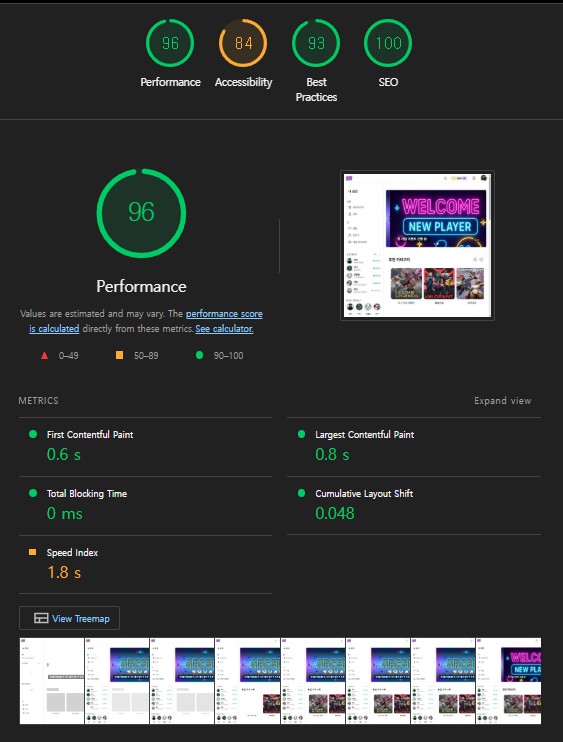 96
84
93
100
Performance
Accessibility
Best
Practices
SEO
96
Performance
Values are estimated and may vary. The performance score
is calculated directly from these metrics. See calculator.
0–49
50–89
90–100
WELCOME
NEW PLAYER
METRICS
Expand view
First Contentful Paint
0.6 s
Largest Contentful Paint
0.8 s
Total Blocking Time
0 ms
Cumulative Layout Shift
0.048
Speed Index
1.8 s
View Treemap